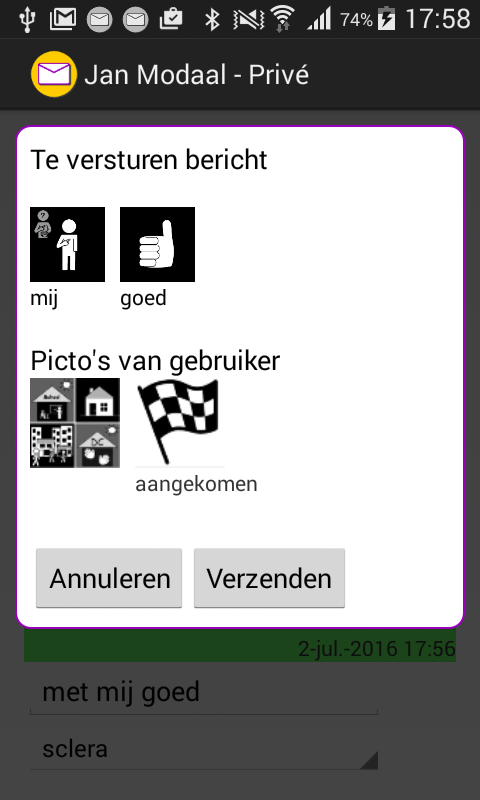 74% 17:58
Jan Modaal - Privé
Te versturen bericht
mij goed
Picto's van gebruiker
aangekomen
Annuleren Verzenden
2-jul.-2016 17:56
met mij goed
sclera